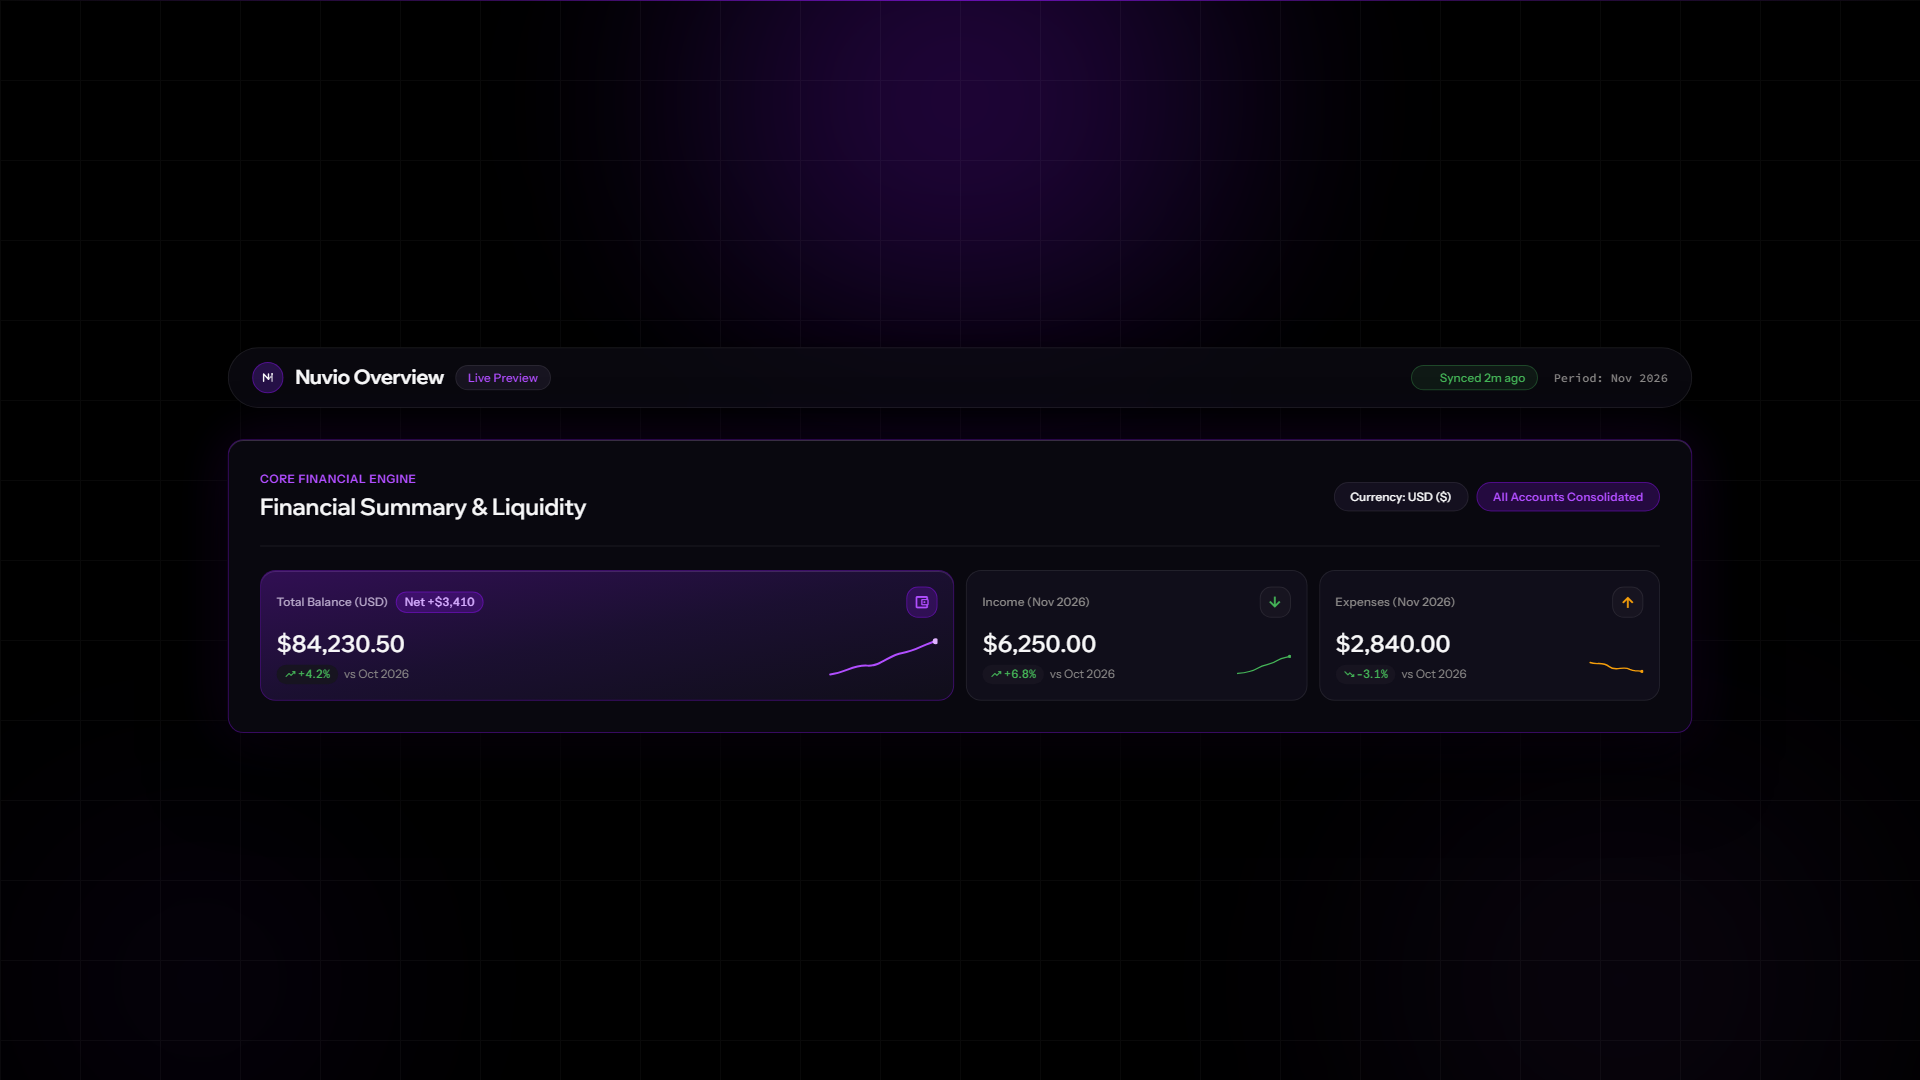 Nuvio Overview Live Preview Synced 2m ago Period: Nov 2026
CORE FINANCIAL ENGINE
Financial Summary & Liquidity
Currency: USD ($) All Accounts Consolidated
Total Balance (USD) Net +$3,410
$84,230.50
+4.2% vs Oct 2026
Income (Nov 2026)
$6,250.00
+6.8% vs Oct 2026
Expenses (Nov 2026)
$2,840.00
-3.1% vs Oct 2026